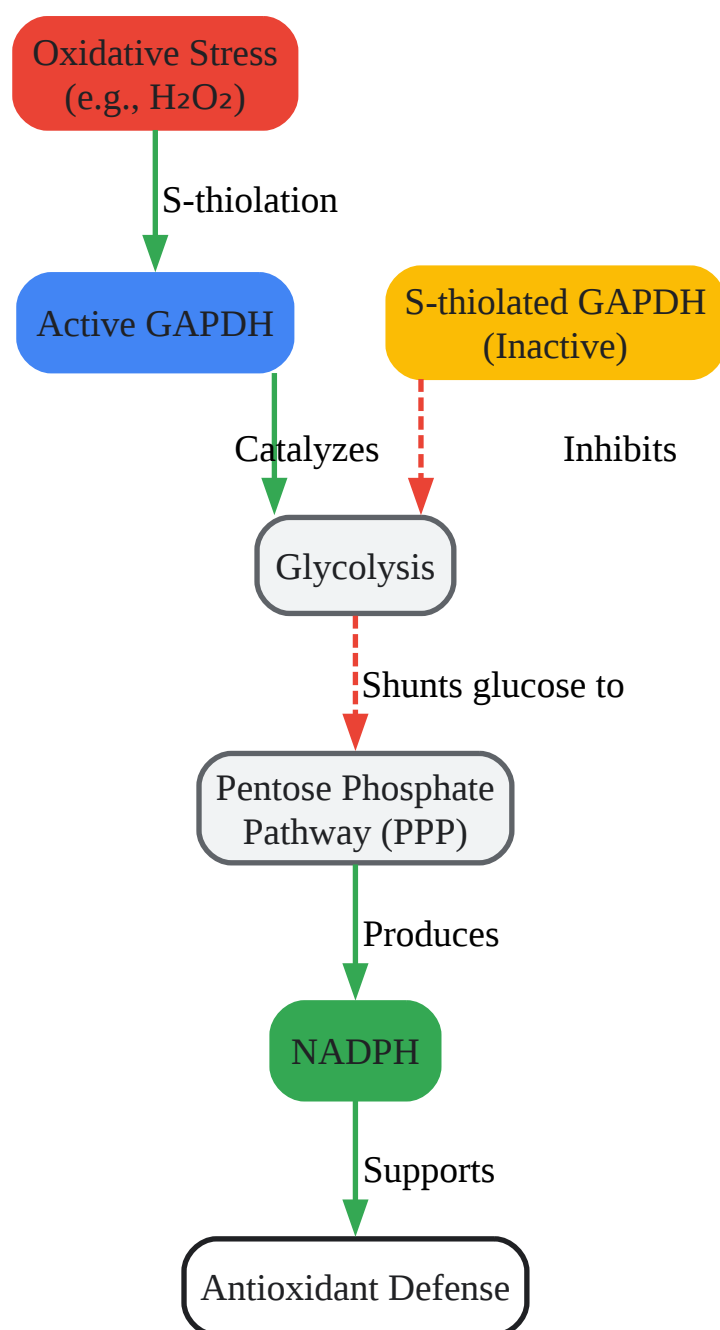 Oxidative Stress
(e.g., H₂O₂)
S-thiolation
Active GAPDH
S-thiolated GAPDH
(Inactive)
Catalyzes
Inhibits
Glycolysis
Shunts glucose to
Pentose Phosphate
Pathway (PPP)
Produces
NADPH
Supports
Antioxidant Defense